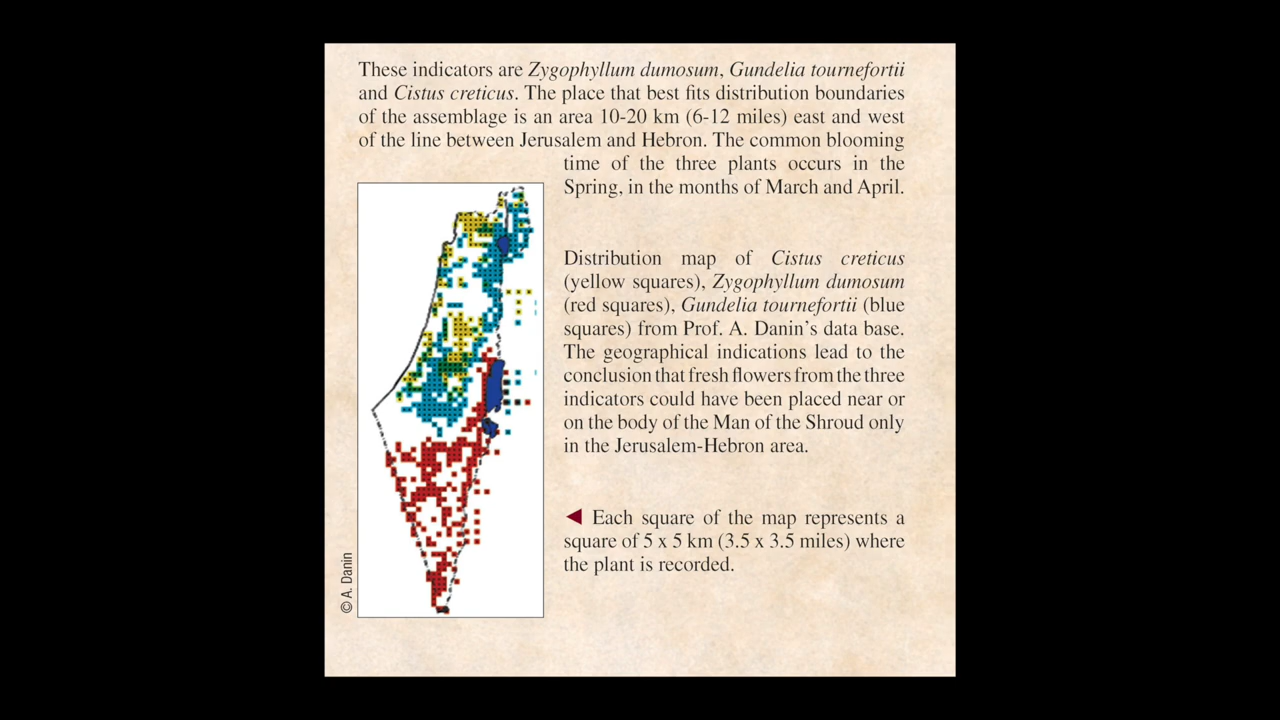 These indicators are Zygophyllum dumosum, Gundelia tournefortii
and Cistus creticus. The place that best fits distribution boundaries
of the assemblage is an area 10-20 km (6-12 miles) east and west
of the line between Jerusalem and Hebron. The common blooming
time of the three plants occurs in the
Spring, in the months of March and April.
Distribution map of Cistus creticus
(yellow squares), Zygophyllum dumosum
(red squares), Gundelia tournefortii (blue
squares) from Prof. A. Danin's data base.
The geographical indications lead to the
conclusion that fresh flowers from the three
indicators could have been placed near or
on the body of the Man of the Shroud only
in the Jerusalem-Hebron area.
◄ Each square of the map represents a
square of 5 x 5 km (3.5 x 3.5 miles) where
the plant is recorded.
© A. Danin